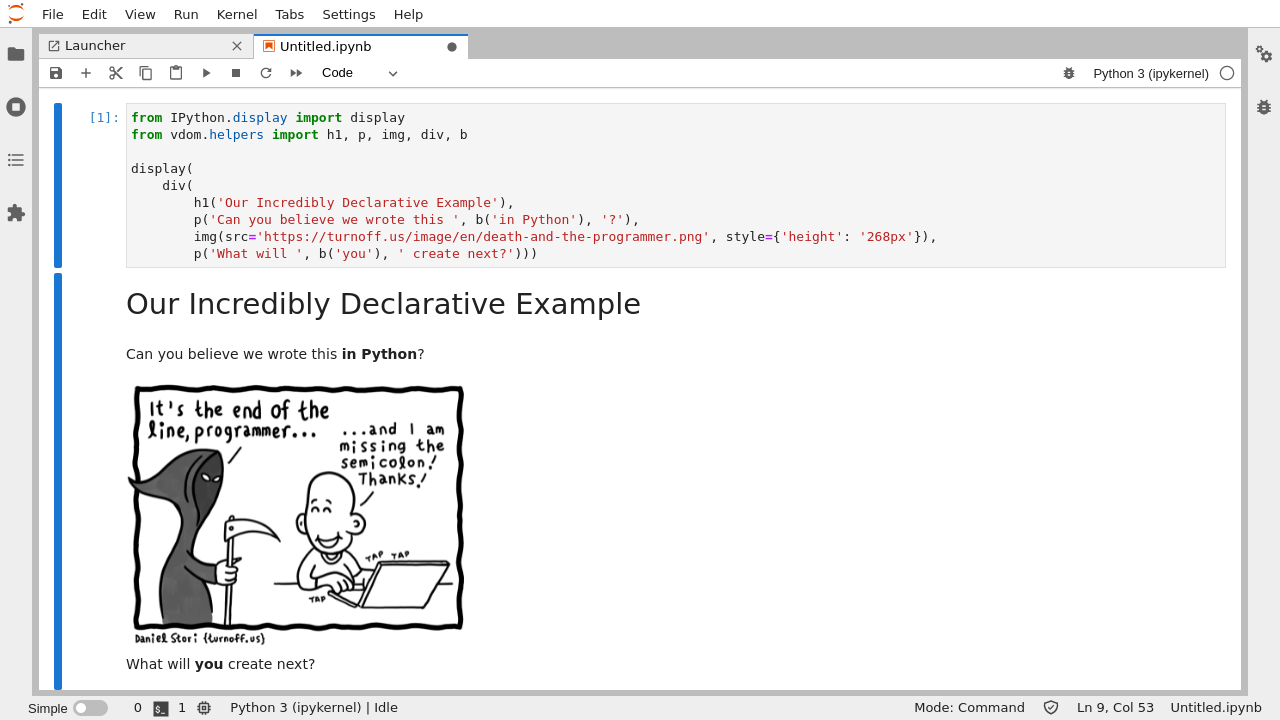 File Edit View Run Kernel Tabs Settings Help
Launcher Untitled.ipynb
Code Python 3 (ipykernel)
[1]: from IPython.display import display
from vdom.helpers import h1, p, img, div, b
display(
div(
h1('Our Incredibly Declarative Example'),
p('Can you believe we wrote this ', b('in Python'), '?'),
img(src='https://turnoff.us/image/en/death-and-the-programmer.png', style={'height': '268px'}),
p('What will ', b('you'), ' create next?')))
Our Incredibly Declarative Example
Can you believe we wrote this in Python?
It's the end of the
line, programmer...
...and I am
missing the
semicolon!
Thanks!
TAP TAP
TAP
Daniel Stori {turnoff.us}
What will you create next?
Simple 0 $_ 1 Python 3 (ipykernel) | Idle Mode: Command Ln 9, Col 53 Untitled.ipynb